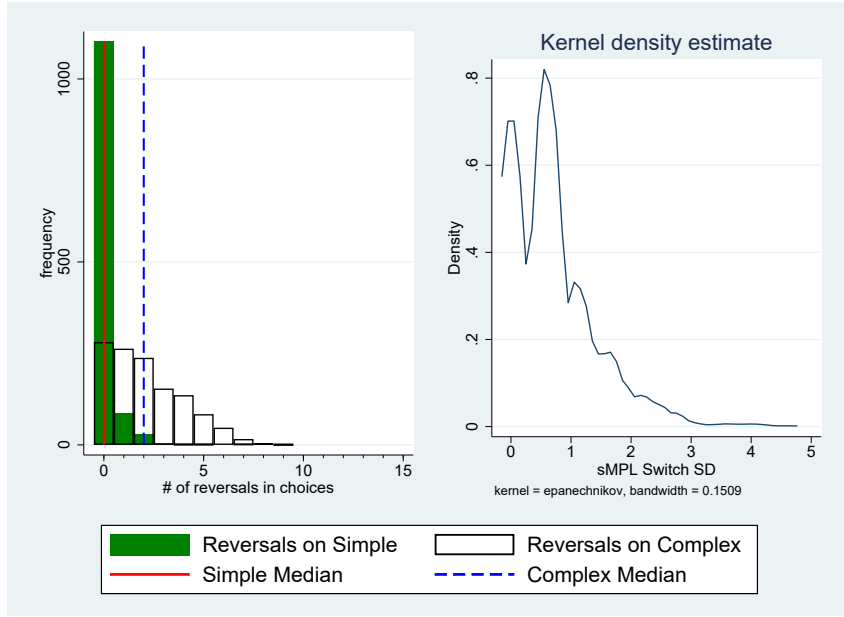 frequency
1000
500
0
0
5
10
15
# of reversals in choices
Kernel density estimate
Density
.8
.6
.4
.2
0
0
1
2
3
4
5
sMPL Switch SD
kernel = epanechnikov, bandwidth = 0.1509
Reversals on Simple
Reversals on Complex
Simple Median
Complex Median